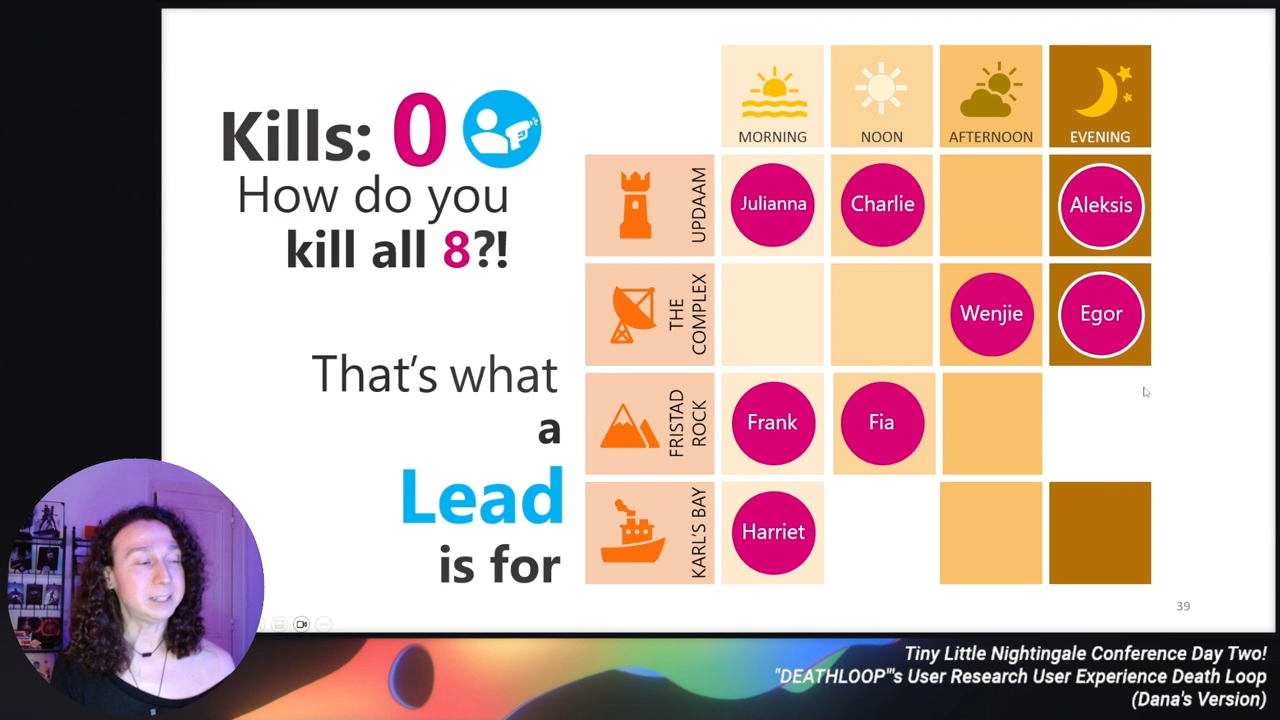 Kills: 0
How do you
kill all 8?!
That's what
a
Lead
is for
MORNING
NOON
AFTERNOON
EVENING
UPDAAM
Julianna
Charlie
Aleksis
THE
COMPLEX
Wenjie
Egor
FRISTAD
ROCK
Frank
Fia
KARL'S BAY
Harriet
39
Tiny Little Nightingale Conference Day Two!
"DEATHLOOP"'s User Research User Experience Death Loop
(Dana's Version)